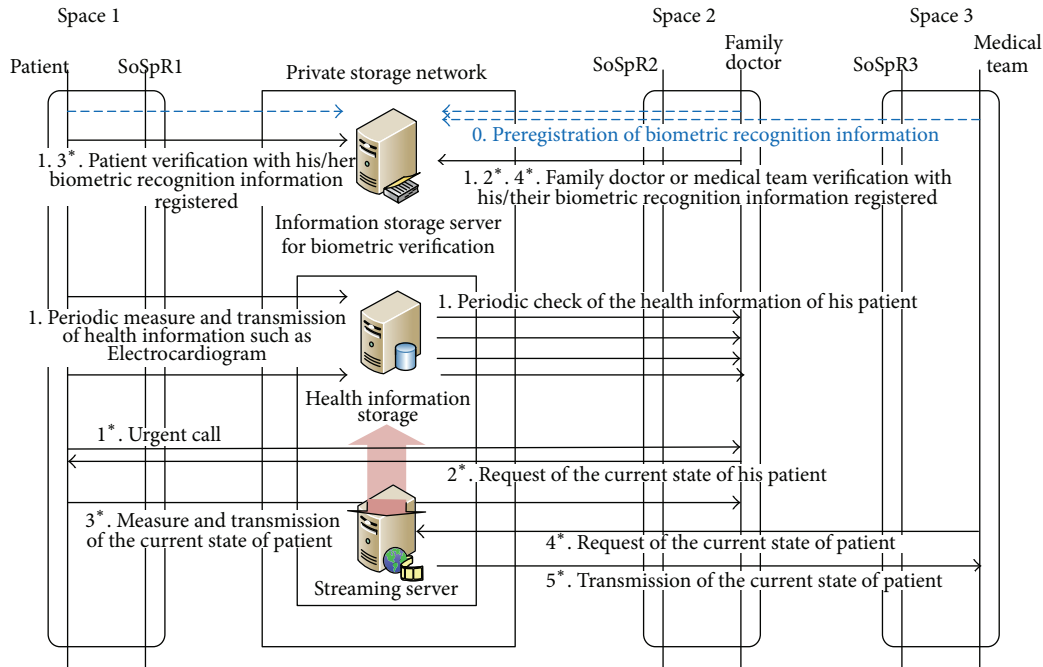 Space 1
Space 2
Space 3
Patient
SoSpR1
Private storage network
SoSpR2
Family
doctor
SoSpR3
Medical
team
0. Preregistration of biometric recognition information
1. 3*. Patient verification with his/her
biometric recognition information
registered
1. 2*. 4*. Family doctor or medical team verification with
his/their biometric recognition information registered
Information storage server
for biometric verification
1. Periodic measure and transmission
of health information such as
Electrocardiogram
1. Periodic check of the health information of his patient
Health information
storage
1*. Urgent call
2*. Request of the current state of his patient
3*. Measure and transmission
of the current state of patient
4*. Request of the current state of patient
5*. Transmission of the current state of patient
Streaming server